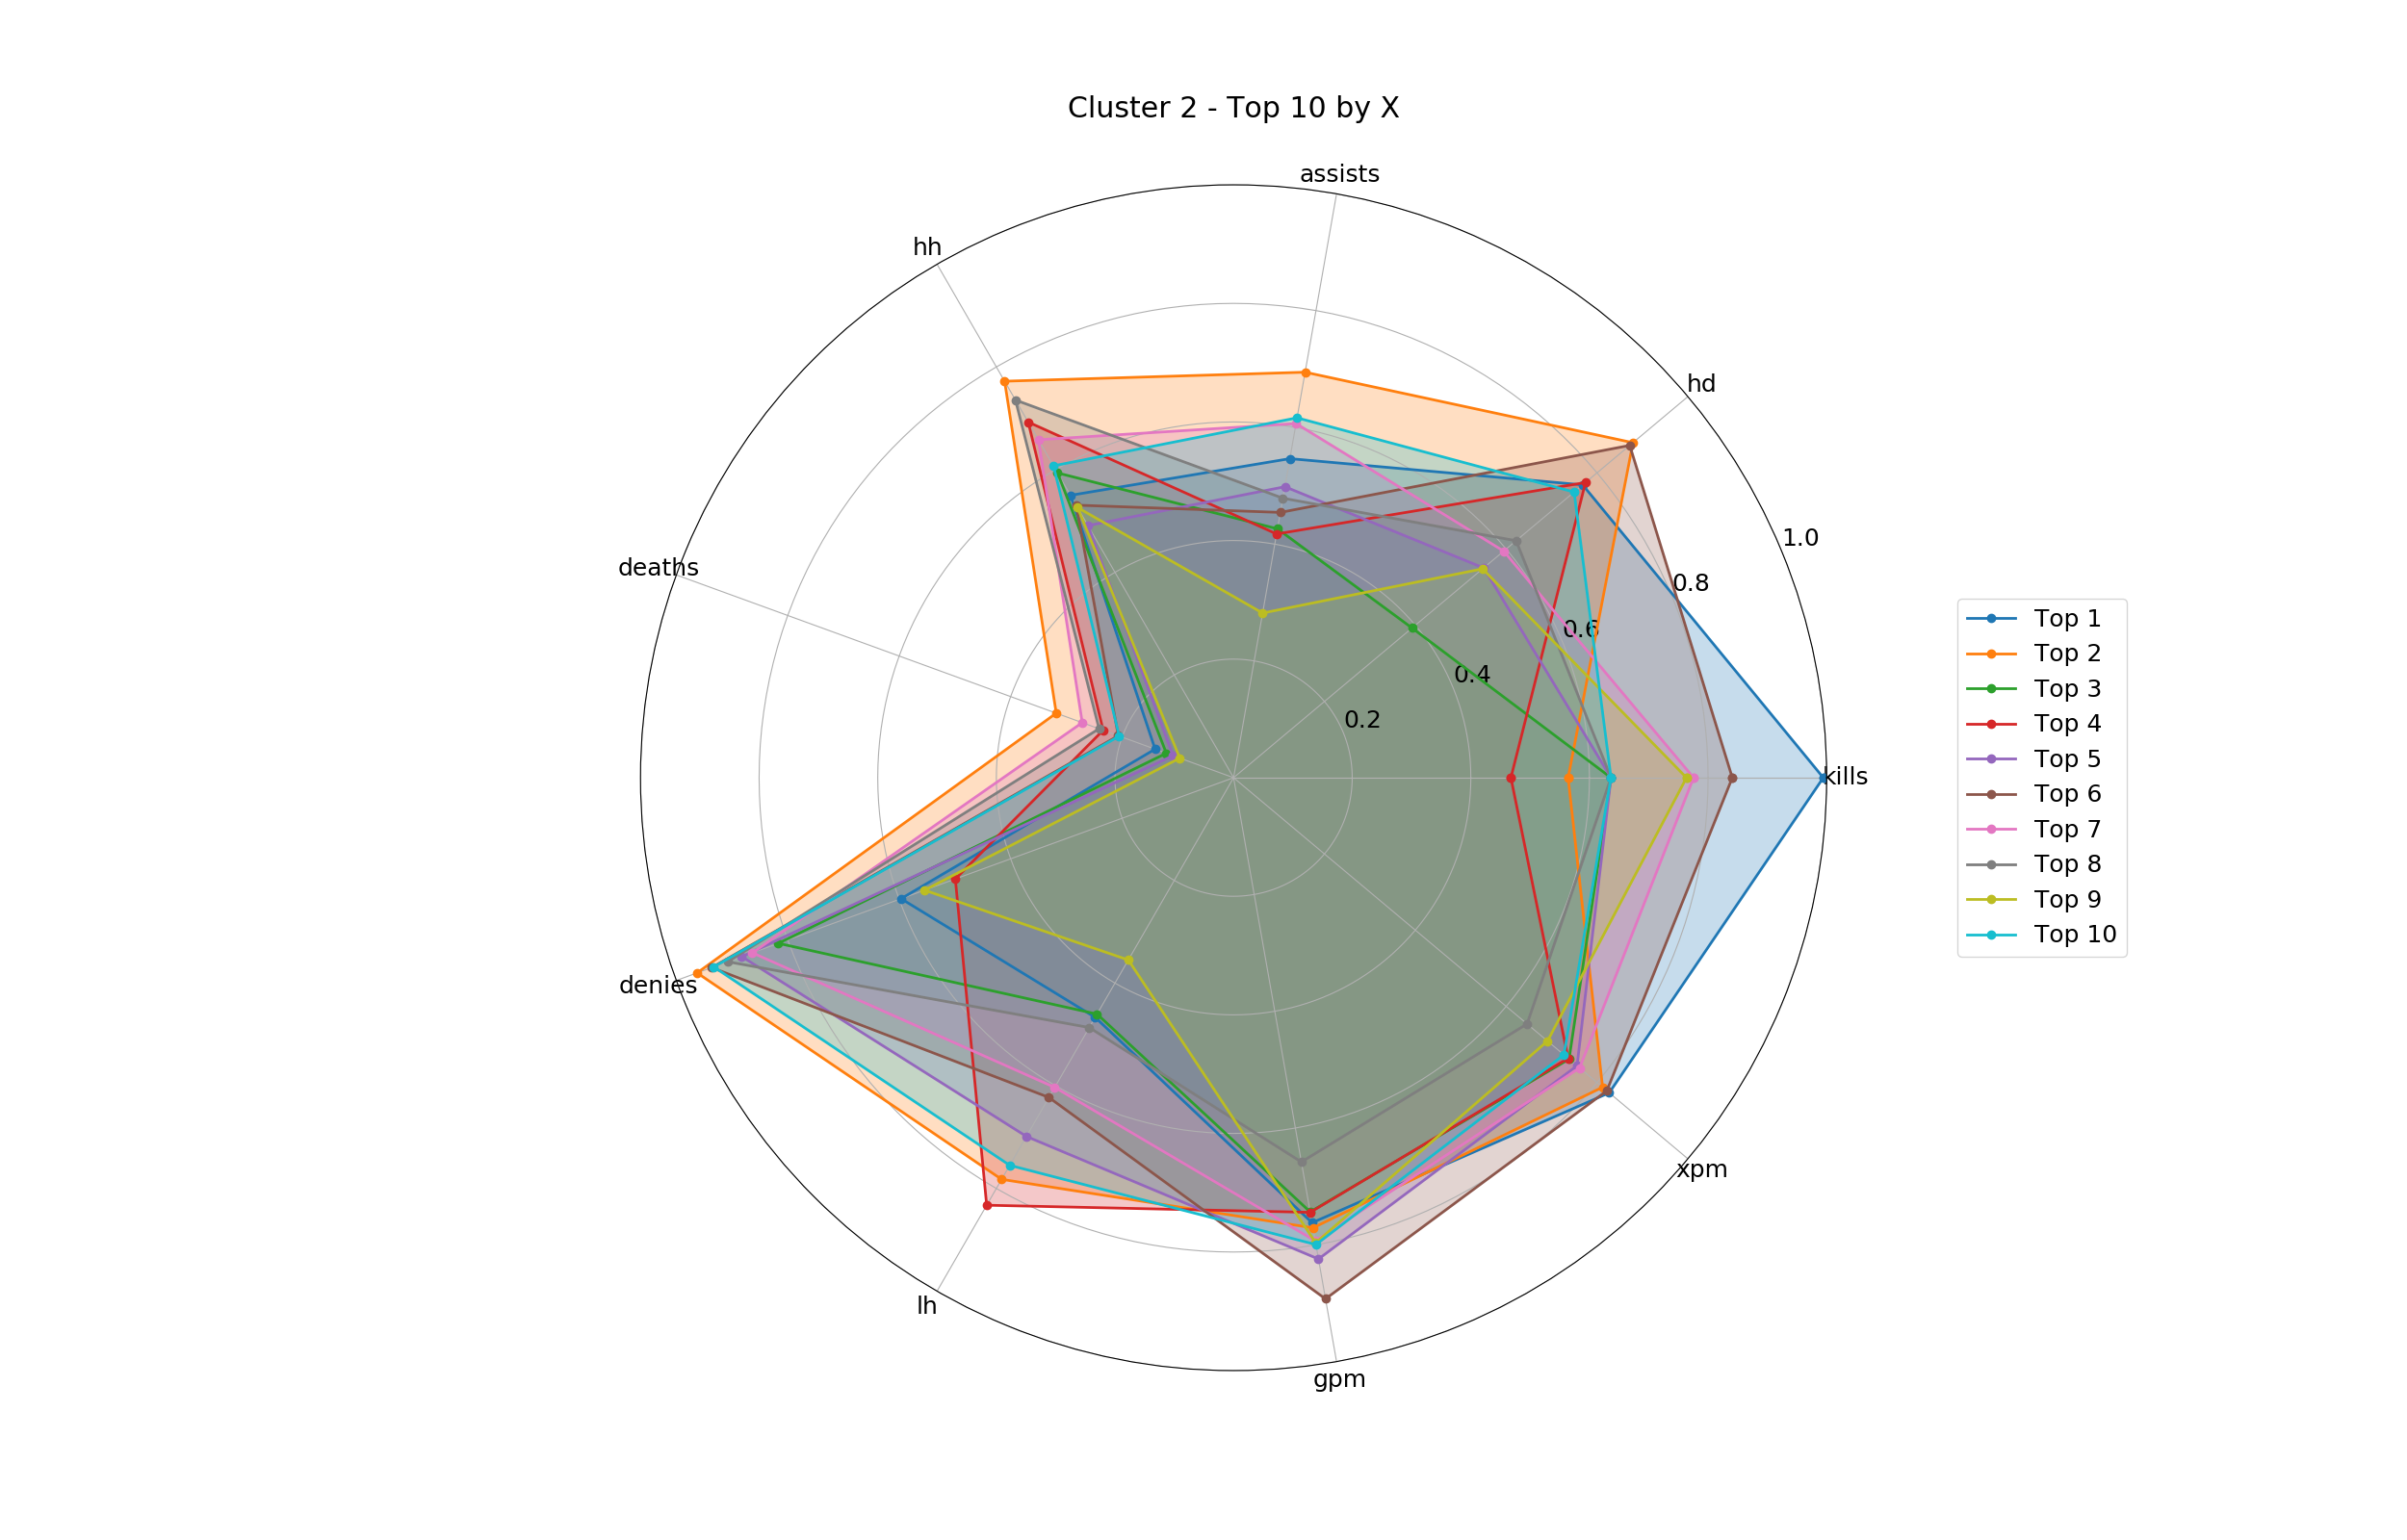 Cluster 2 - Top 10 by X
assists
hh
hd
deaths
1.0
0.8
0.6
0.4
0.2
kills
denies
xpm
lh
gpm
Top 1
Top 2
Top 3
Top 4
Top 5
Top 6
Top 7
Top 8
Top 9
Top 10